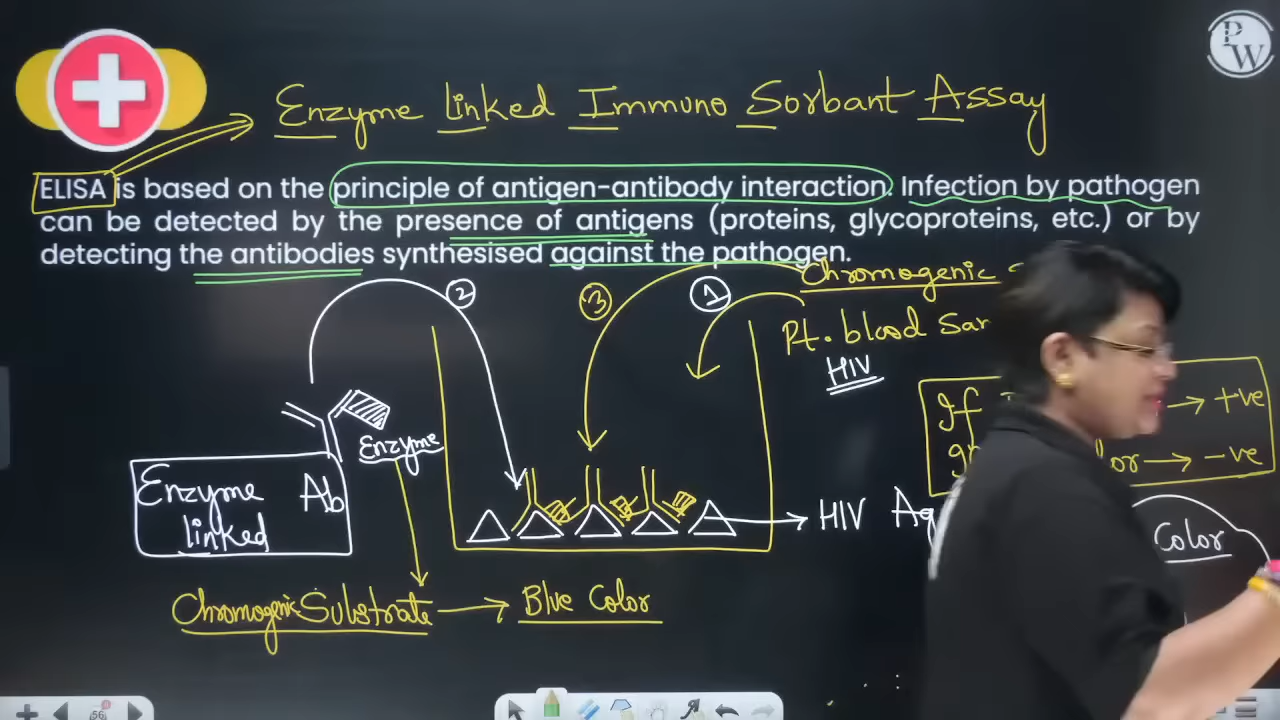 PW
Enzyme Linked Immuno Sorbant Assay
ELISA is based on the principle of antigen-antibody interaction. Infection by pathogen
can be detected by the presence of antigens (proteins, glycoproteins, etc.) or by
detecting the antibodies synthesised against the pathogen.
Chromogenic
② ③ ①
Pt. blood
HIV
If → +ve
→ -ve
Enzyme
Enzyme Ab
linked
HIV Ag
Color
Chromogenic Substrate → Blue Color
56